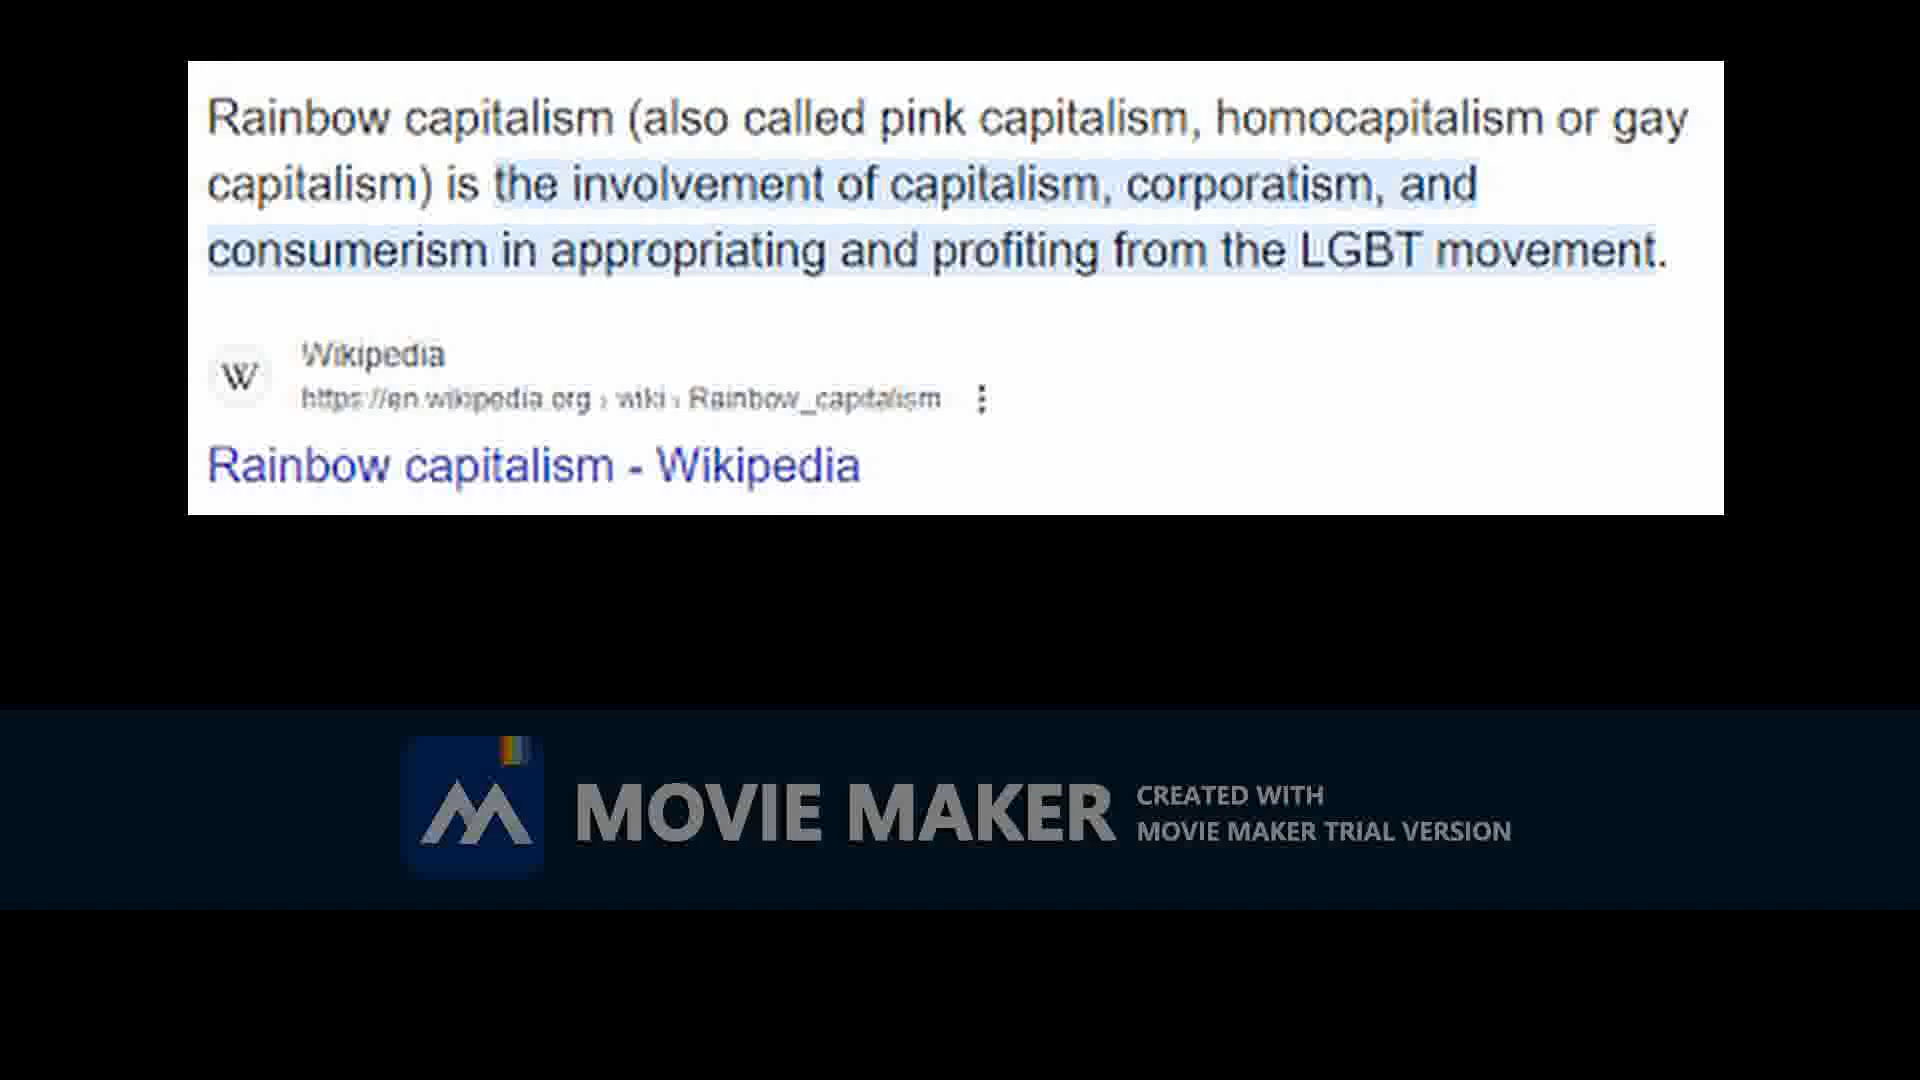 Rainbow capitalism (also called pink capitalism, homocapitalism or gay
capitalism) is the involvement of capitalism, corporatism, and
consumerism in appropriating and profiting from the LGBT movement.
W
Wikipedia
https://en.wikipedia.org › wiki › Rainbow_capitalism
Rainbow capitalism - Wikipedia
MOVIE MAKER
CREATED WITH
MOVIE MAKER TRIAL VERSION